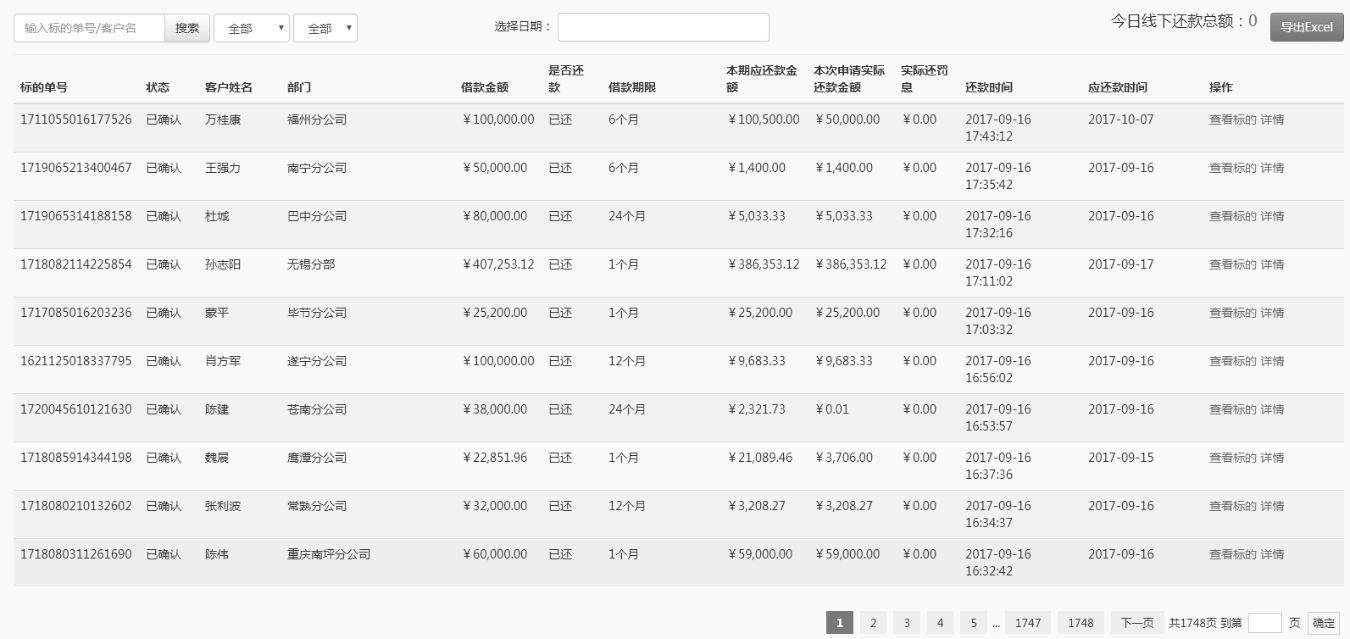 输入标的单号/客户名 搜索 全部 全部 选择日期： 今日线下还款总额：0 导出Excel
标的单号 状态 客户姓名 部门 借款金额 是否还款 借款期限 本期应还款金额 本次申请实际还款金额 实际还罚息 还款时间 应还款时间 操作
1711055016177526 已确认 万桂康 福州分公司 ￥100,000.00 已还 6个月 ￥100,500.00 ￥50,000.00 ￥0.00 2017-09-16 17:43:12 2017-10-07 查看标的 详情
1719065213400467 已确认 王强力 南宁分公司 ￥50,000.00 已还 6个月 ￥1,400.00 ￥1,400.00 ￥0.00 2017-09-16 17:35:42 2017-09-16 查看标的 详情
1719065314188158 已确认 杜城 巴中分公司 ￥80,000.00 已还 24个月 ￥5,033.33 ￥5,033.33 ￥0.00 2017-09-16 17:32:16 2017-09-16 查看标的 详情
1718082114225854 已确认 孙志阳 无锡分部 ￥407,253.12 已还 1个月 ￥386,353.12 ￥386,353.12 ￥0.00 2017-09-16 17:11:02 2017-09-17 查看标的 详情
1717085016203236 已确认 蒙平 毕节分公司 ￥25,200.00 已还 1个月 ￥25,200.00 ￥25,200.00 ￥0.00 2017-09-16 17:03:32 2017-09-16 查看标的 详情
1621125018337795 已确认 肖方军 遂宁分公司 ￥100,000.00 已还 12个月 ￥9,683.33 ￥9,683.33 ￥0.00 2017-09-16 16:56:02 2017-09-16 查看标的 详情
1720045610121630 已确认 陈建 苍南分公司 ￥38,000.00 已还 24个月 ￥2,321.73 ￥0.01 ￥0.00 2017-09-16 16:53:57 2017-09-16 查看标的 详情
1718085914344198 已确认 魏晨 鹰潭分公司 ￥22,851.96 已还 1个月 ￥21,089.46 ￥3,706.00 ￥0.00 2017-09-16 16:37:36 2017-09-15 查看标的 详情
1718080210132602 已确认 张利波 常熟分公司 ￥32,000.00 已还 12个月 ￥3,208.27 ￥3,208.27 ￥0.00 2017-09-16 16:34:37 2017-09-16 查看标的 详情
1718080311261690 已确认 陈伟 重庆南坪分公司 ￥60,000.00 已还 1个月 ￥59,000.00 ￥59,000.00 ￥0.00 2017-09-16 16:32:42 2017-09-16 查看标的 详情
1 2 3 4 5 ... 1747 1748 下一页 共1748页 到第 页 确定